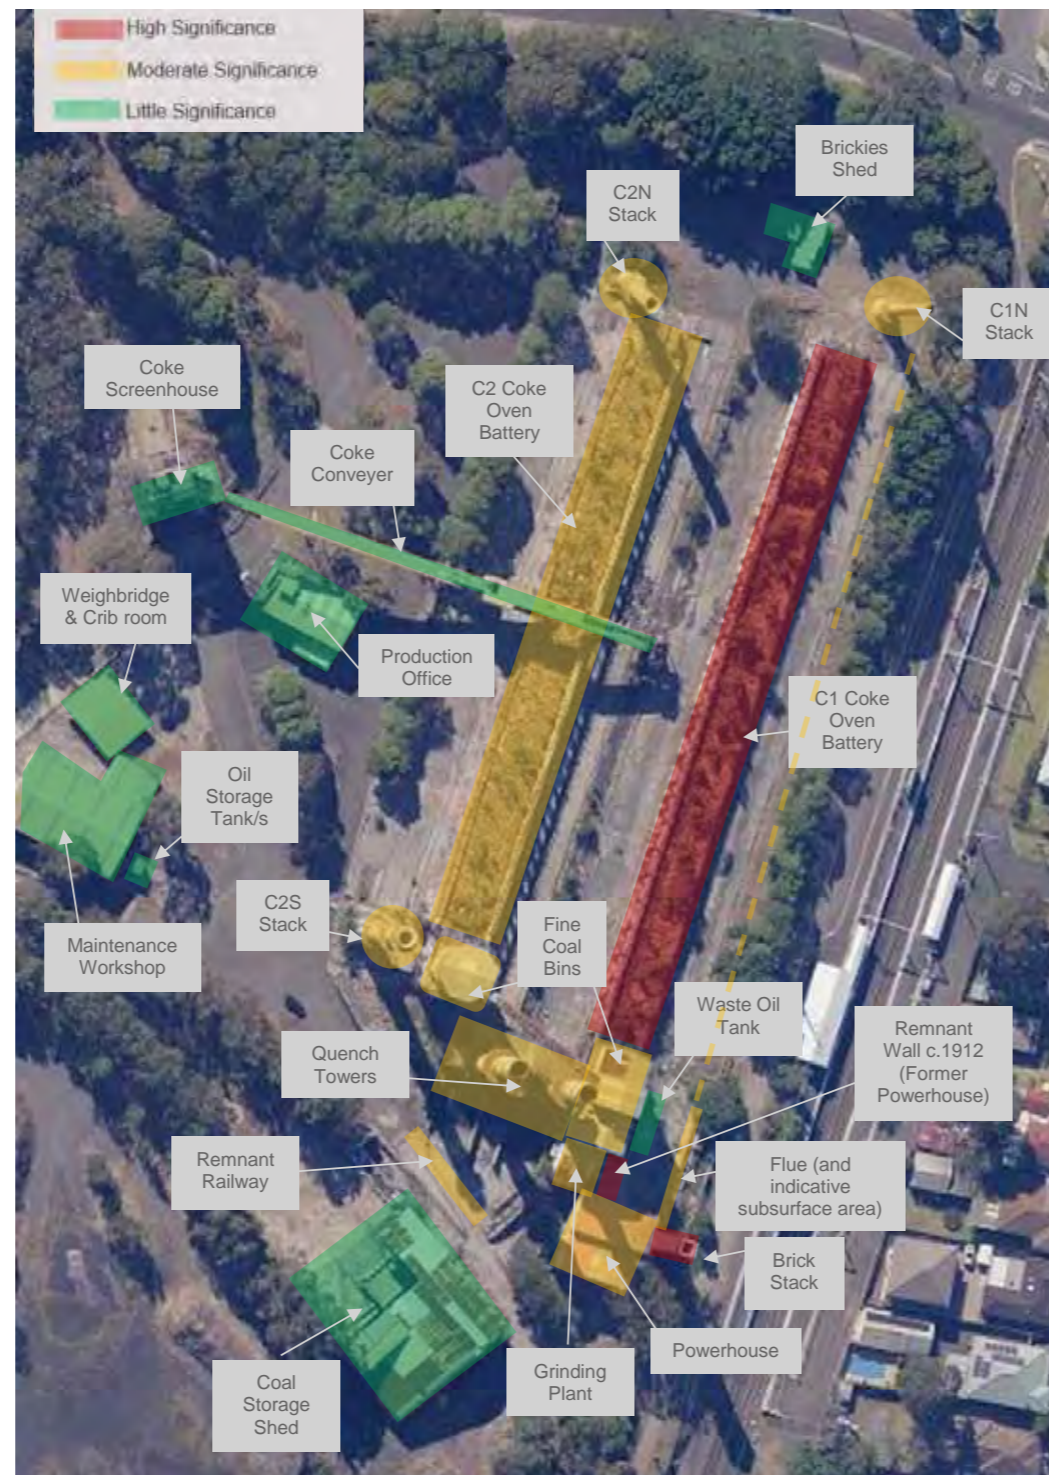 High Significance
Moderate Significance
Little Significance
Brickies
Shed
C2N
Stack
C1N
Stack
Coke
Screenhouse
C2 Coke
Oven
Battery
Coke
Conveyer
Weighbridge
& Crib room
Production
Office
C1 Coke
Oven
Battery
Oil
Storage
Tank/s
C2S
Stack
Fine
Coal
Bins
Maintenance
Workshop
Waste Oil
Tank
Remnant
Wall c.1912
(Former
Powerhouse)
Quench
Towers
Remnant
Railway
Flue (and
indicative
subsurface area)
Brick
Stack
Powerhouse
Grinding
Plant
Coal
Storage
Shed